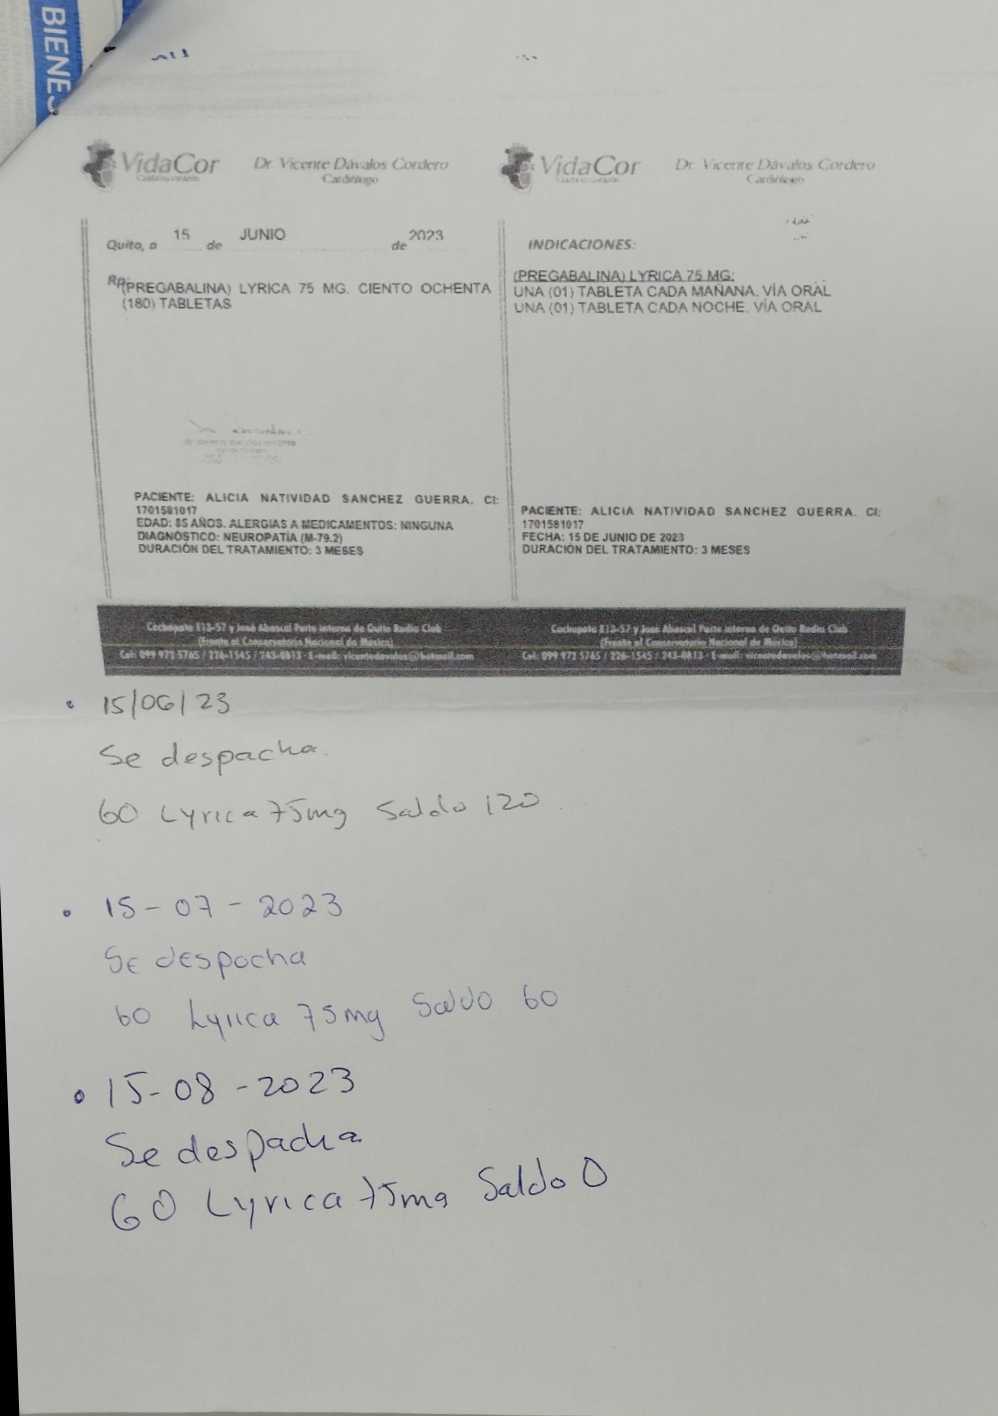 BIENES
VidaCor
Dr. Vicente Dávalos Cordero
Cardiólogo
Quito, a 15 de JUNIO de 2023
Rp.
(PREGABALINA) LYRICA 75 MG. CIENTO OCHENTA
(180) TABLETAS
PACIENTE: ALICIA NATIVIDAD SANCHEZ GUERRA. CI:
1701581017
EDAD: 85 AÑOS. ALERGIAS A MEDICAMENTOS: NINGUNA
DIAGNOSTICO: NEUROPATÍA (M-79.2)
DURACIÓN DEL TRATAMIENTO: 3 MESES
VidaCor
Dr. Vicente Dávalos Cordero
Cardiólogo
INDICACIONES:
(PREGABALINA) LYRICA 75 MG:
UNA (01) TABLETA CADA MAÑANA. VÍA ORAL
UNA (01) TABLETA CADA NOCHE. VÍA ORAL
PACIENTE: ALICIA NATIVIDAD SANCHEZ GUERRA. CI:
1701581017
FECHA: 15 DE JUNIO DE 2023
DURACIÓN DEL TRATAMIENTO: 3 MESES
Cochapata E12-57 y José Abascal Parte interna de Quito Radio Club
(Frente al Conservatorio Nacional de Música)
Cel: 099 972 5765 / 226-1545 / 243-0813 - E-mail: vicentedavalos@hotmail.com
Cochapata E12-57 y José Abascal Parte interna de Quito Radio Club
(Frente al Conservatorio Nacional de Música)
Cel: 099 972 5765 / 226-1545 / 243-0813 - E-mail: vicentedavalos@hotmail.com
• 15/06/23
Se despacha.
60 Lyrica 75mg Saldo 120.
• 15-07-2023
Se despacha
60 Lyrica 75mg Saldo 60
• 15-08-2023
Se despacha
60 Lyrica 75mg Saldo 0